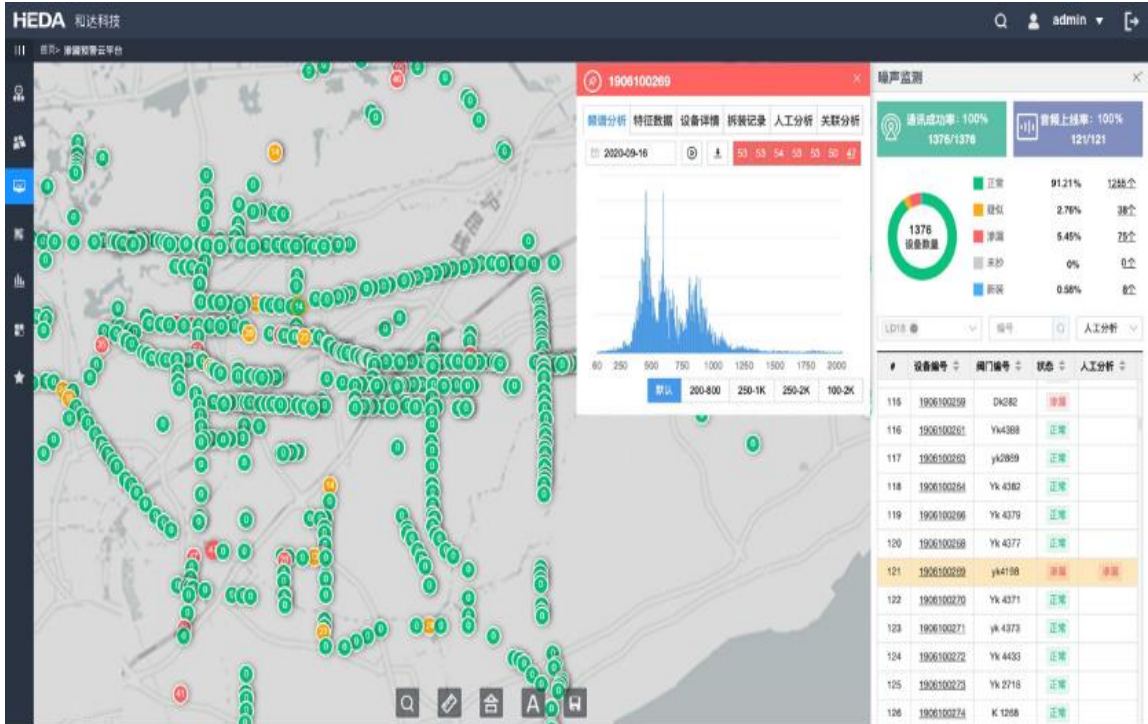 HEDA 和达科技
admin
首页> 渗漏预警云平台
1906100269
频谱分析 特征数据 设备详情 拆装记录 人工分析 关联分析
2020-09-16
53 53 54 53 53 50 47
60 250 500 750 1000 1250 1500 1750 2000
默认 200-800 250-1K 250-2K 100-2K
噪声监测
通讯成功率: 100%
1376/1376
音频上线率: 100%
121/121
1376
设备数量
正常 91.21% 1255个
疑似 2.76% 38个
渗漏 5.45% 75个
未抄 0% 0个
新装 0.58% 8个
LD18 编号 人工分析
# 设备编号 阀门编号 状态 人工分析
115 1906100259 Dk282 渗漏
116 1906100261 Yk4388 正常
117 1906100263 yk2869 正常
118 1906100264 Yk 4382 正常
119 1906100266 Yk 4379 正常
120 1906100268 Yk 4377 正常
121 1906100269 yk4198 渗漏 渗漏
122 1906100270 Yk 4371 正常
123 1906100271 yk 4373 正常
124 1906100272 Yk 4433 正常
125 1906100273 Yk 2718 正常
126 1906100274 K 1268 正常